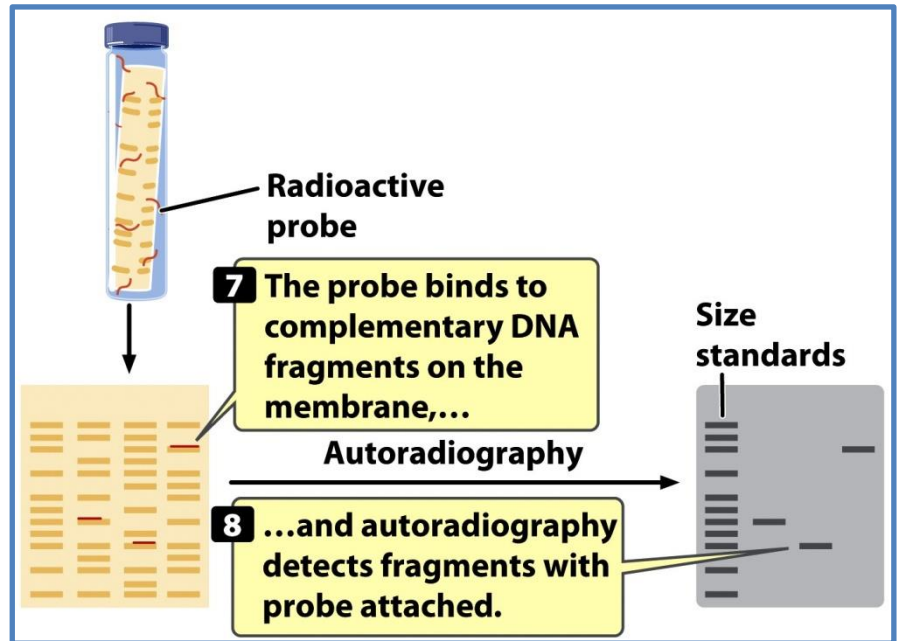 Radioactive
probe
7 The probe binds to
complementary DNA
fragments on the
membrane,...
Size
standards
Autoradiography
8 ...and autoradiography
detects fragments with
probe attached.